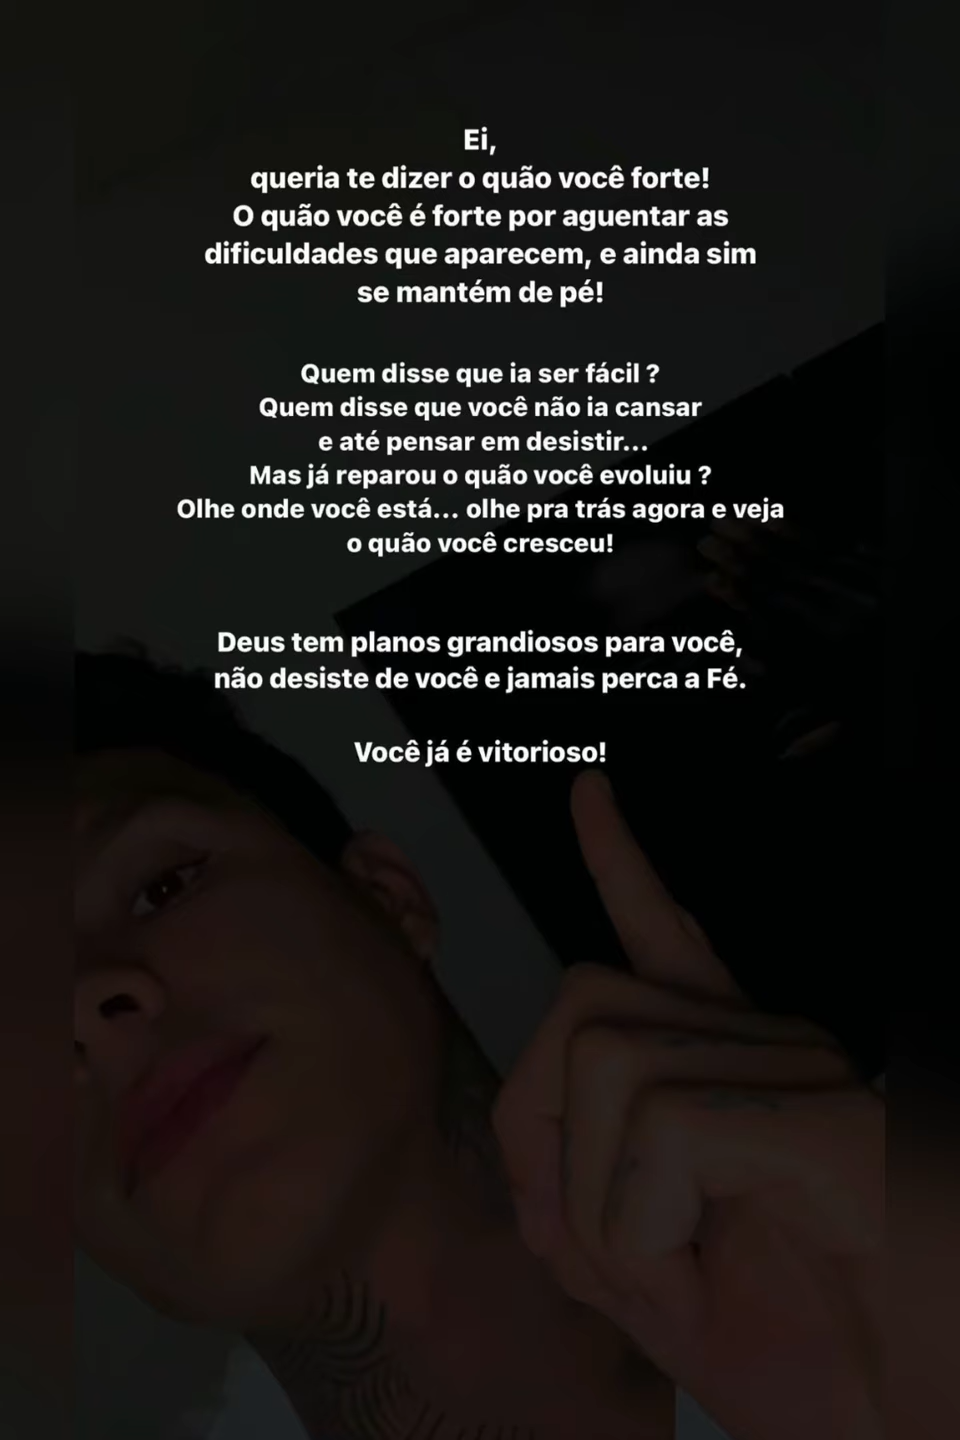 Ei,
queria te dizer o quão você forte!
O quão você é forte por aguentar as
dificuldades que aparecem, e ainda sim
se mantém de pé!
Quem disse que ia ser fácil ?
Quem disse que você não ia cansar
e até pensar em desistir...
Mas já reparou o quão você evoluiu ?
Olhe onde você está... olhe pra trás agora e veja
o quão você cresceu!
Deus tem planos grandiosos para você,
não desiste de você e jamais perca a Fé.
Você já é vitorioso!